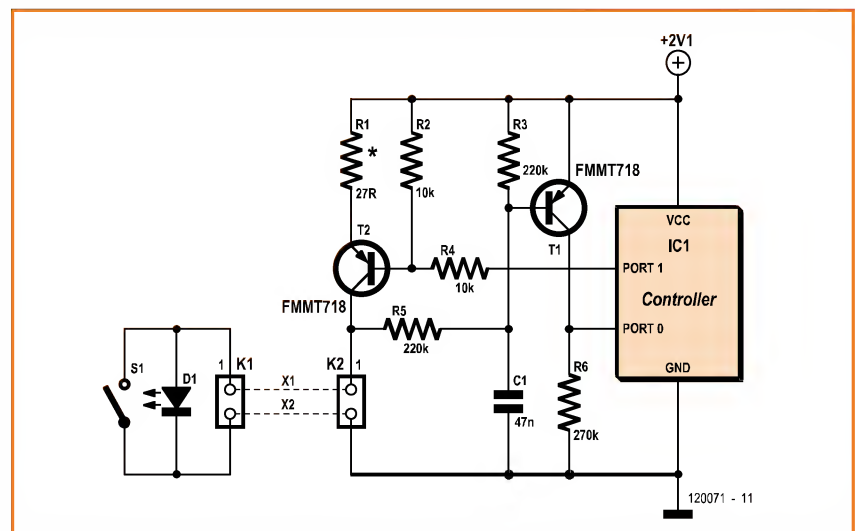 +2V1
R1
R2
R3
*
27R
10k
220k
FMMT718
T2
T1
VCC
IC1
R4
PORT 1
10k
Controller
FMMT718
R5
PORT 0
220k
GND
S1
D1
1 K1
K2 1
X1
X2
C1
47n
R6
270k
120071 - 11